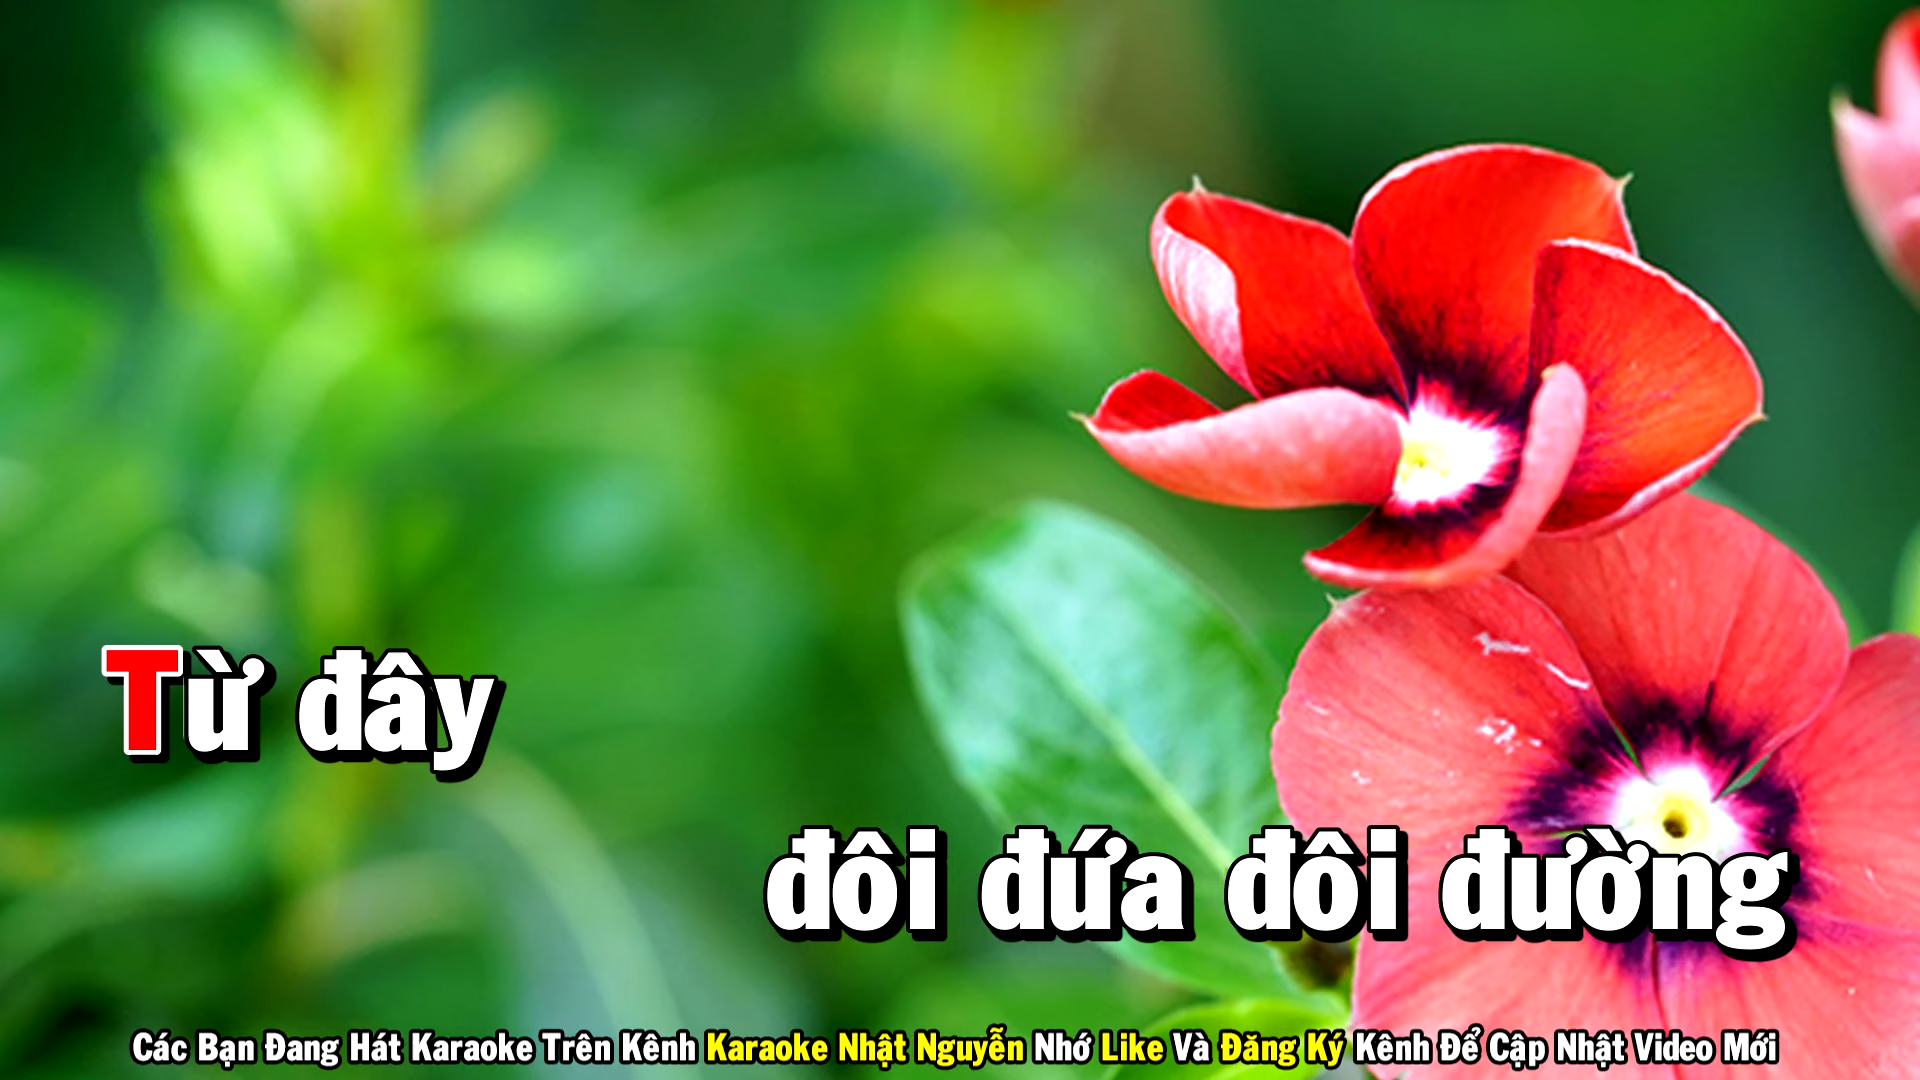 Từ đây
đôi đứa đôi đường
Các Bạn Đang Hát Karaoke Trên Kênh Karaoke Nhật Nguyễn Nhớ Like Và Đăng Ký Kênh Để Cập Nhật Video Mới